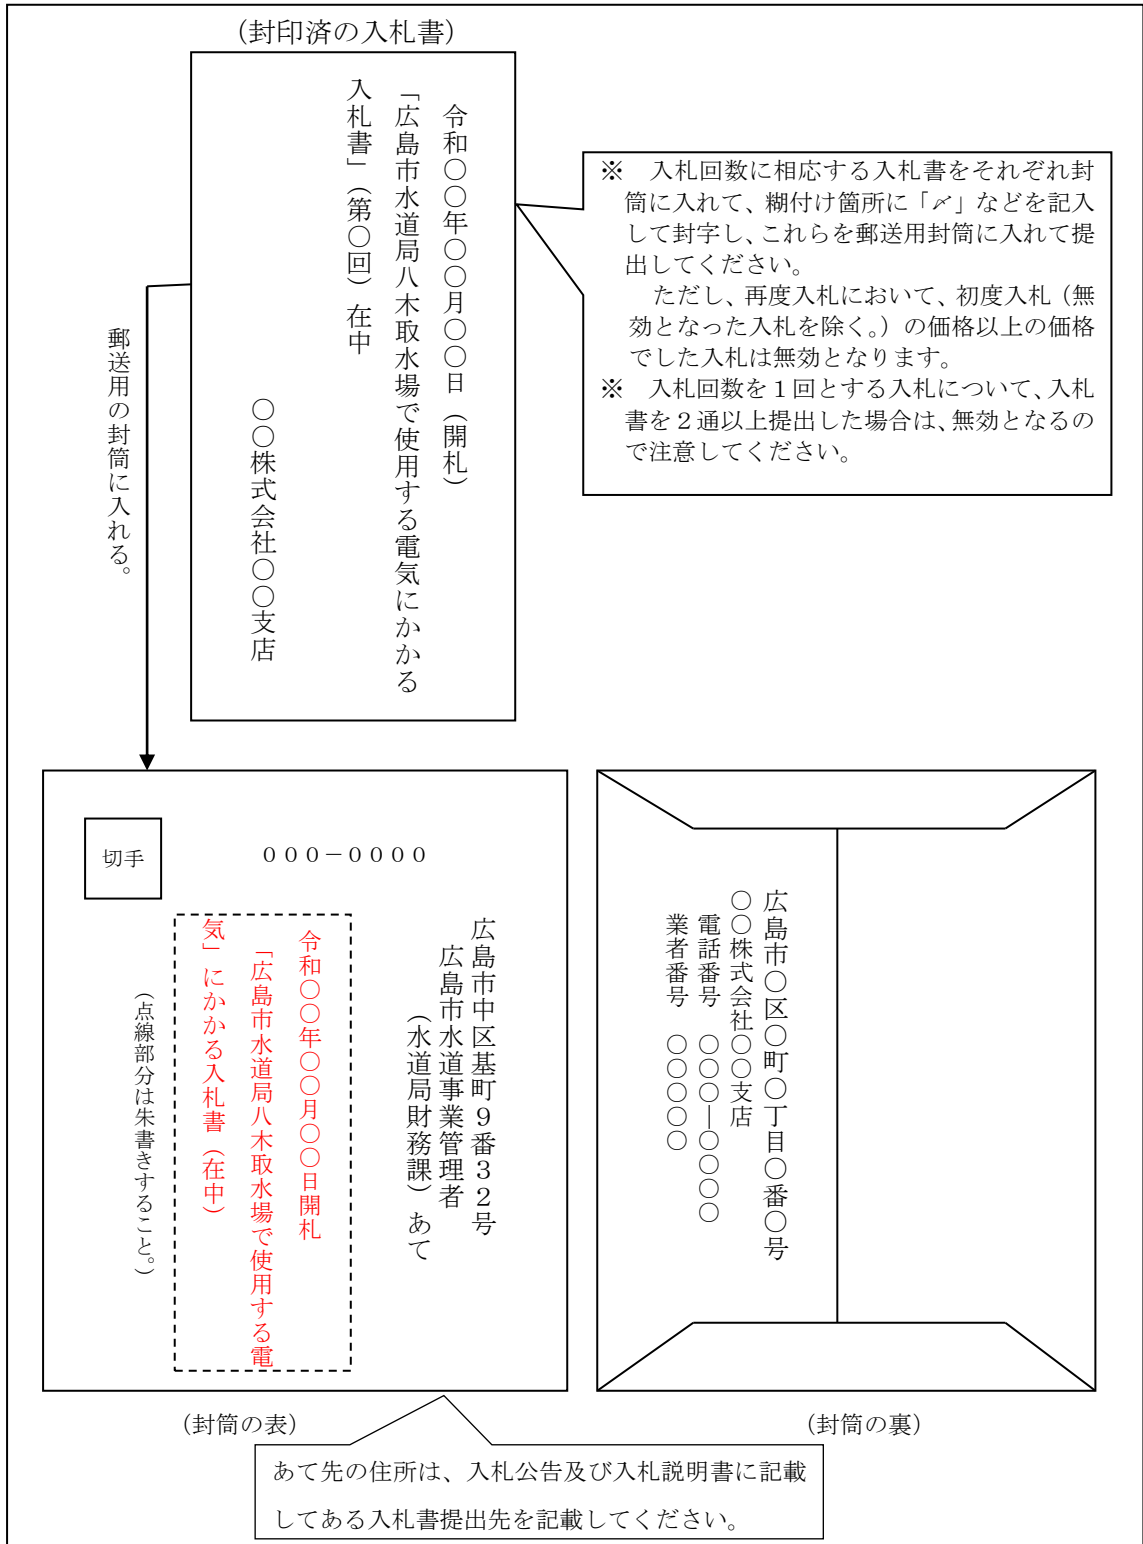 （封印済の入札書）
令和〇〇年〇〇月〇〇日（開札）
「広島市水道局八木取水場で使用する電気にかかる
入札書」（第〇回）在中
〇〇株式会社〇〇支店
※　入札回数に相応する入札書をそれぞれ封
筒に入れて、糊付け箇所に「〆」などを記入
して封字し、これらを郵送用封筒に入れて提
出してください。
ただし、再度入札において、初度入札（無
効となった入札を除く。）の価格以上の価格
でした入札は無効となります。
※　入札回数を１回とする入札について、入札
書を２通以上提出した場合は、無効となるの
で注意してください。
郵送用の封筒に入れる。
切手
０００－００００
広島市中区基町９番３２号
広島市水道事業管理者
（水道局財務課）あて
令和〇〇年〇〇月〇〇日開札
「広島市水道局八木取水場で使用する電
気」にかかる入札書（在中）
（点線部分は朱書きすること。）
広島市〇区〇町〇丁目〇番〇号
〇〇株式会社〇〇支店
電話番号　〇〇〇―〇〇〇〇
業者番号　〇〇〇〇〇
（封筒の表）
（封筒の裏）
あて先の住所は、入札公告及び入札説明書に記載
してある入札書提出先を記載してください。